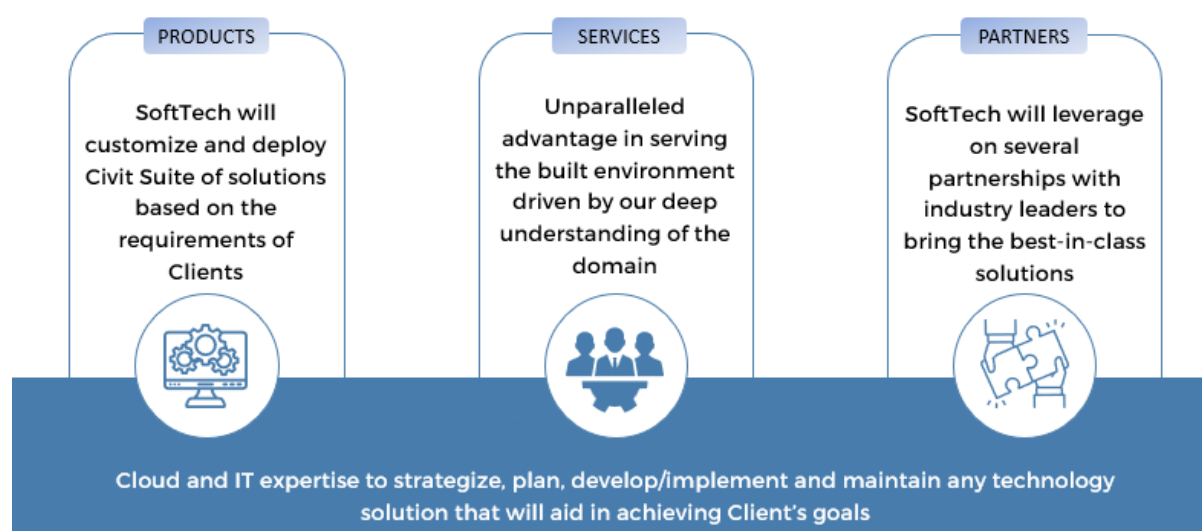 PRODUCTS
SoftTech will
customize and deploy
Civit Suite of solutions
based on the
requirements of
Clients
SERVICES
Unparalleled
advantage in serving
the built environment
driven by our deep
understanding of the
domain
PARTNERS
SoftTech will leverage
on several
partnerships with
industry leaders to
bring the best-in-class
solutions
Cloud and IT expertise to strategize, plan, develop/implement and maintain any technology
solution that will aid in achieving Client's goals